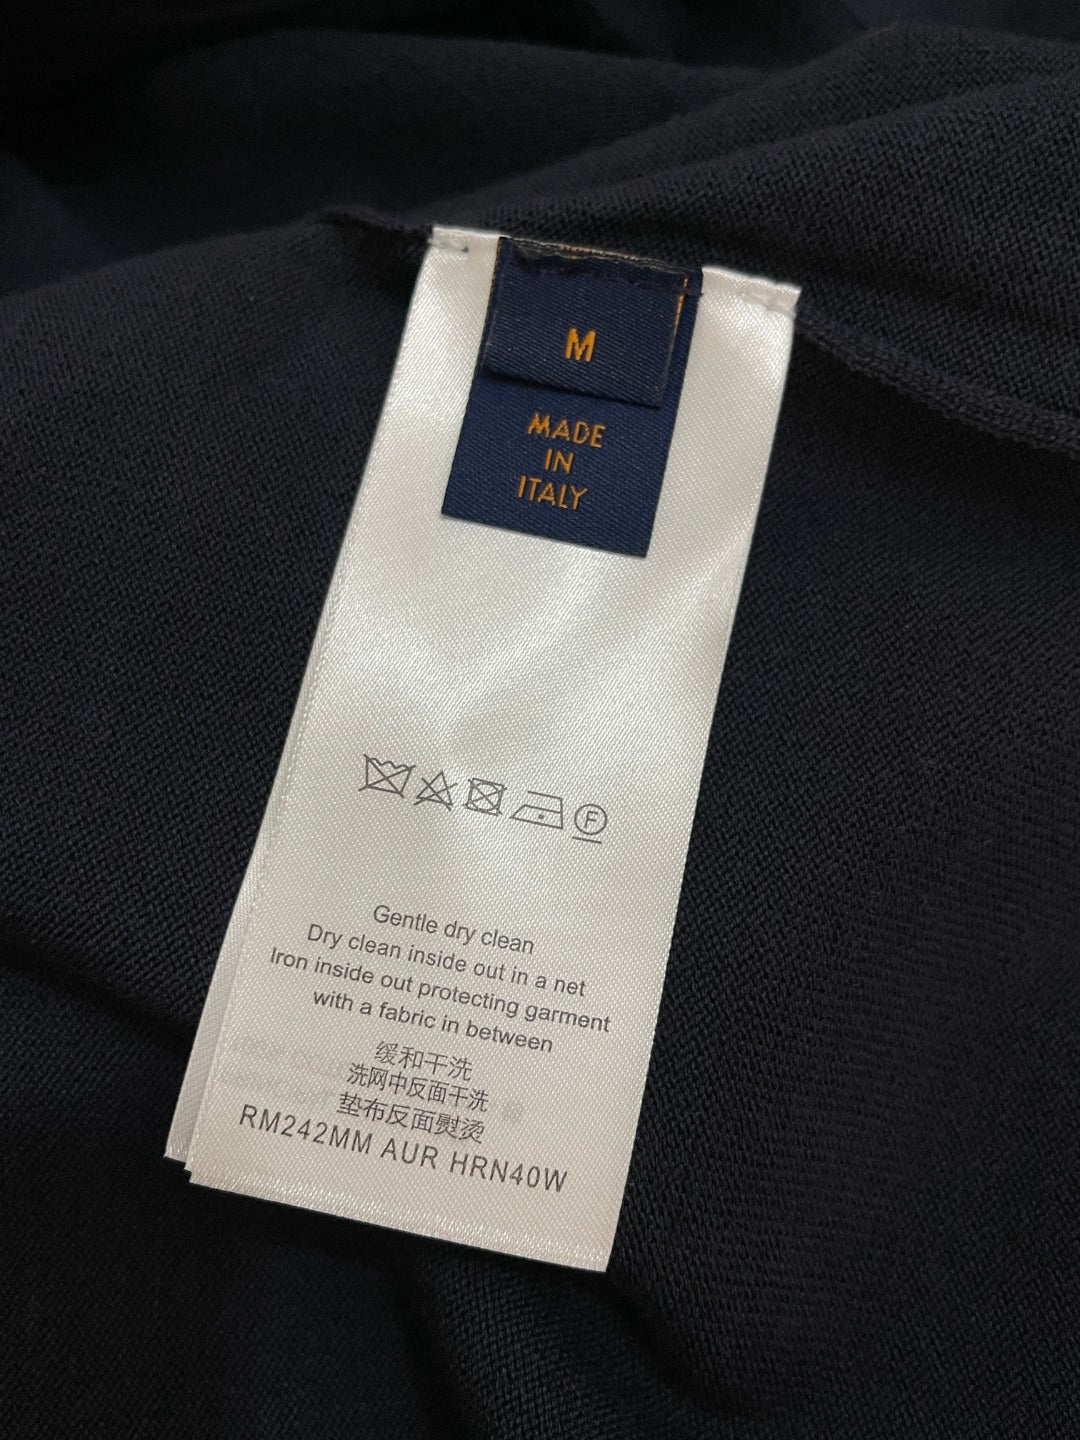 M
MADE
IN
ITALY
F
Gentle dry clean
Dry clean inside out in a net
Iron inside out protecting garment
with a fabric in between
缓和干洗
洗网中反面干洗
垫布反面熨烫
RM242MM AUR HRN40W